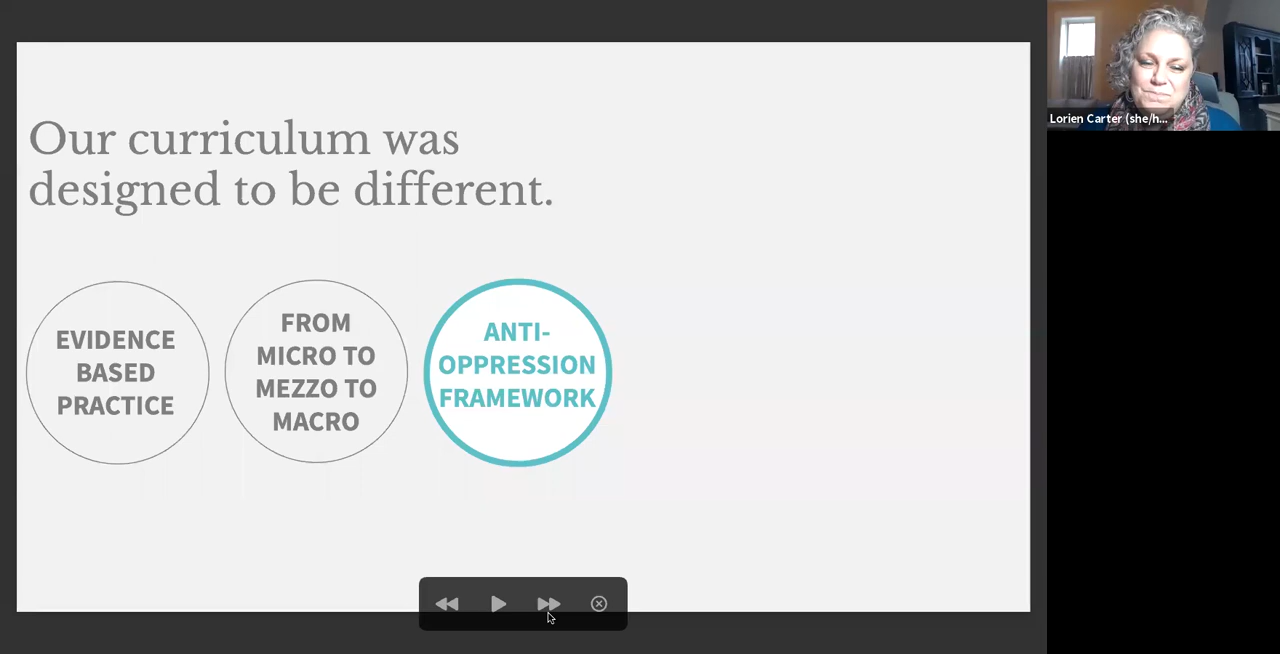 Our curriculum was
designed to be different.
EVIDENCE
BASED
PRACTICE
FROM
MICRO TO
MEZZO TO
MACRO
ANTI-
OPPRESSION
FRAMEWORK
Lorien Carter (she/h...